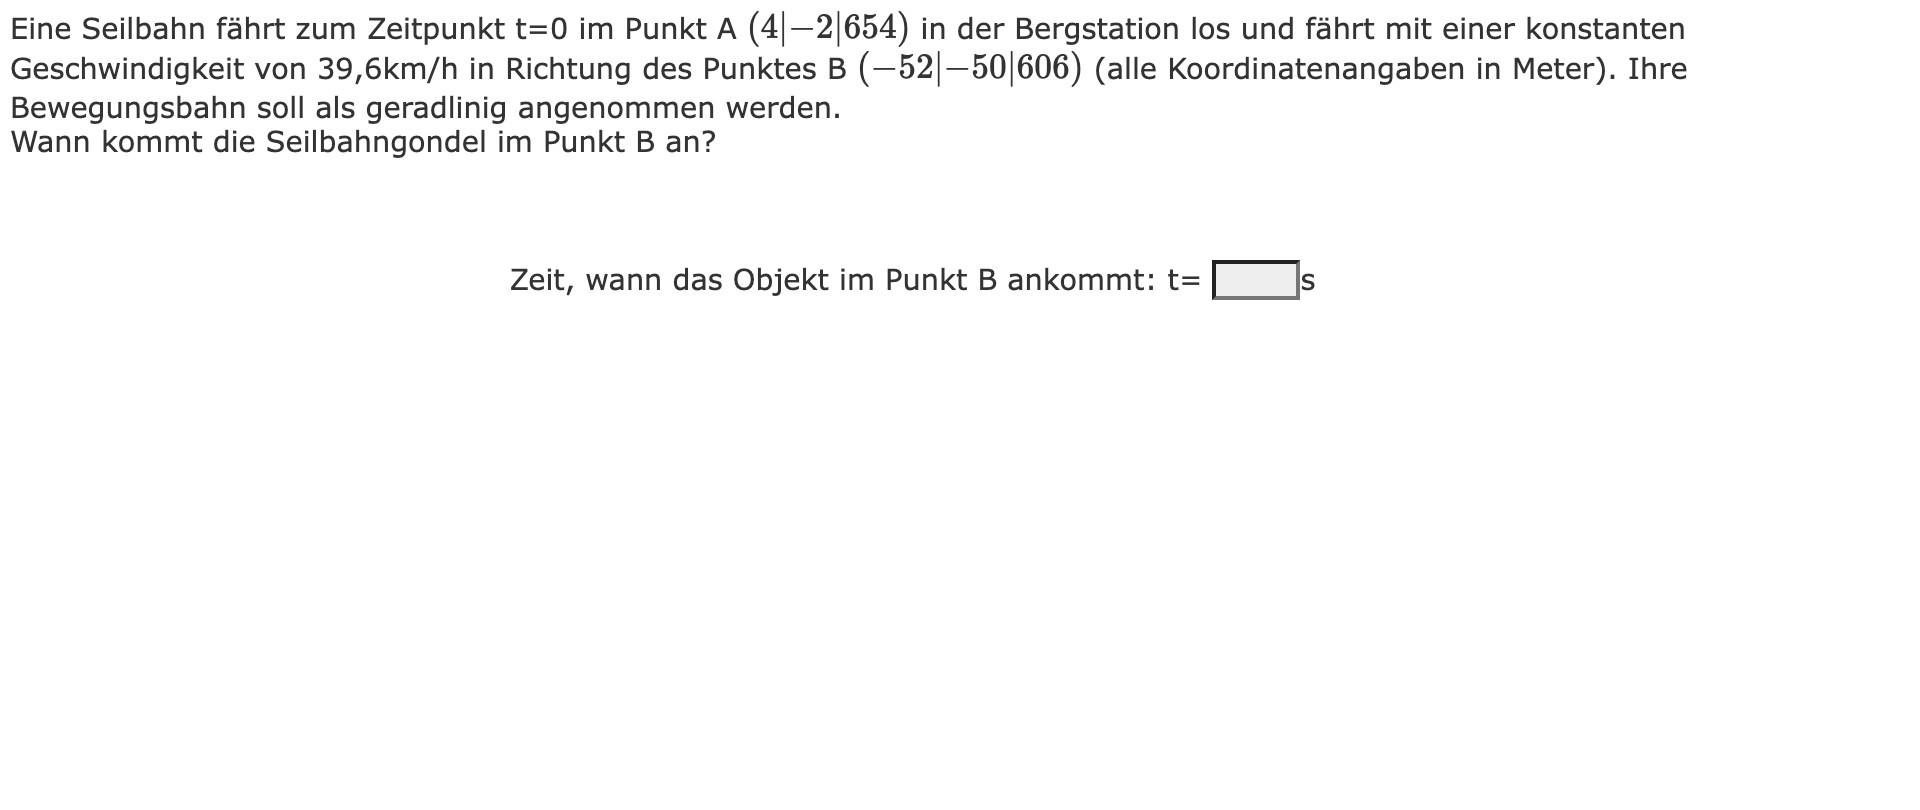 Eine Seilbahn fährt zum Zeitpunkt t=0 im Punkt A (4|−2|654) in der Bergstation los und fährt mit einer konstanten
Geschwindigkeit von 39,6km/h in Richtung des Punktes B (−52|−50|606) (alle Koordinatenangaben in Meter). Ihre
Bewegungsbahn soll als geradlinig angenommen werden.
Wann kommt die Seilbahngondel im Punkt B an?
Zeit, wann das Objekt im Punkt B ankommt: t= s